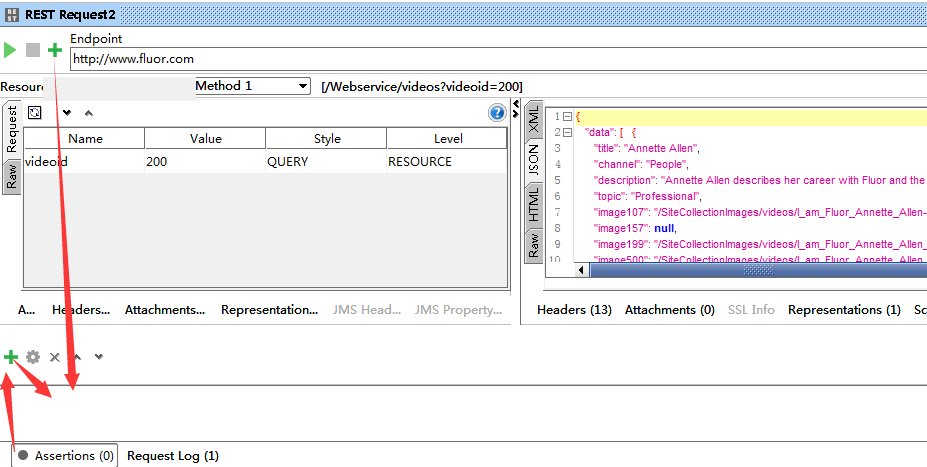 REST Request2
Endpoint
http://www.fluor.com
Resourc Method 1 [/Webservice/videos?videoid=200]
Request
Raw
Name Value Style Level
videoid 200 QUERY RESOURCE
A... Headers... Attachments... Representation... JMS Head... JMS Property...
XML
JSON
HTML
Raw
1 {
2 "data": [ {
3 "title": "Annette Allen",
4 "channel": "People",
5 "description": "Annette Allen describes her career with Fluor and the
6 "topic": "Professional",
7 "image107": "/SiteCollectionImages/videos/I_am_Fluor_Annette_Allen-
8 "image157": null,
9 "image199": "/SiteCollectionImages/videos/I_am_Fluor_Annette_Allen_
10 "image500": "/SiteCollectionImages/videos/I_am_Fluor_Annette_Allen_
Headers (13) Attachments (0) SSL Info Representations (1) Sc
Assertions (0) Request Log (1)